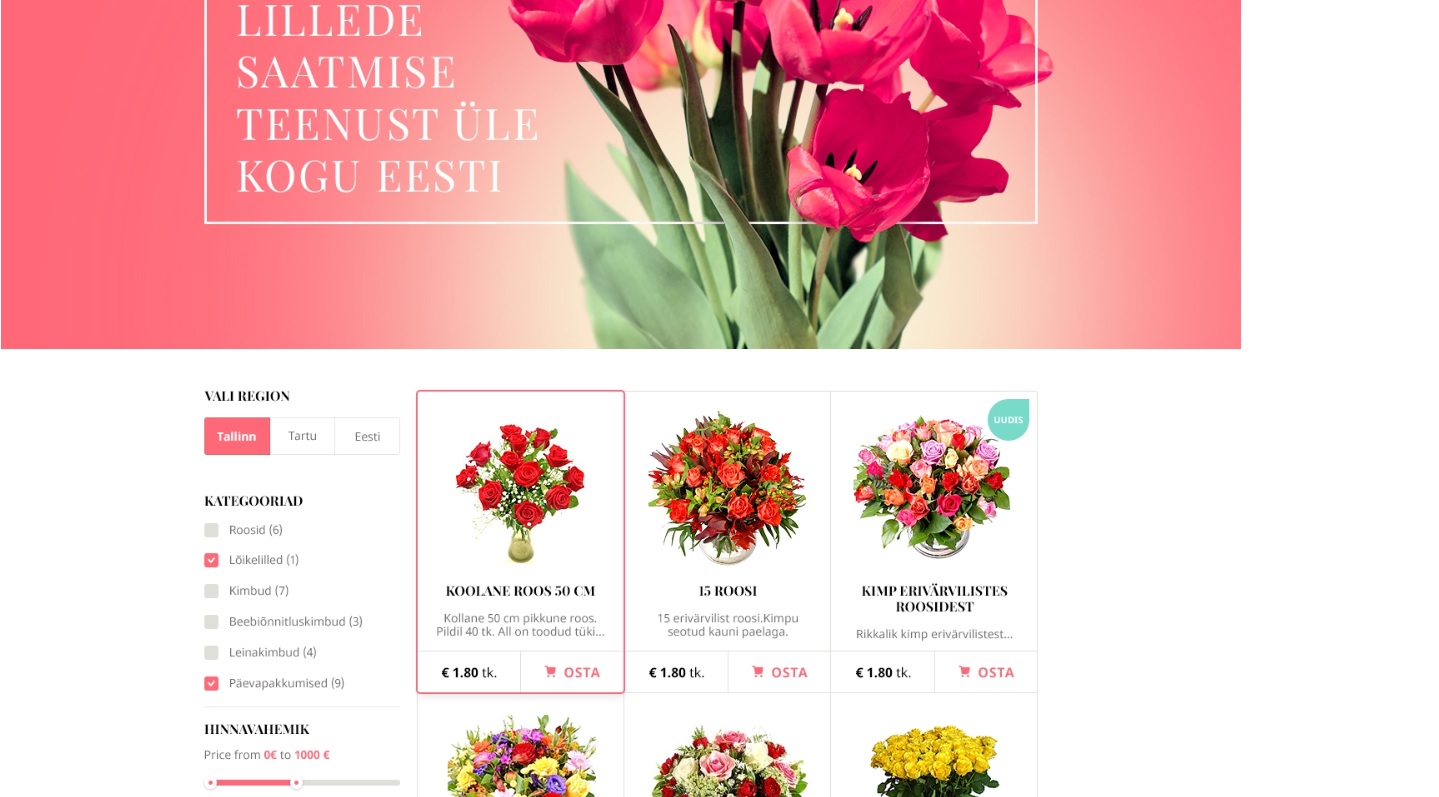 LILLEDE
SAATMISE
TEENUST ÜLE
KOGU EESTI
VALI REGION
Tallinn
Tartu
Eesti
KATEGOORIAD
Roosid (6)
Lõikelilled (1)
Kimbud (7)
Beebiõnnitluskimbud (3)
Leinakimbud (4)
Päevapakkumised (9)
HINNAVAHEMIK
Price from 0€ to 1000 €
KOOLANE ROOS 50 CM
Kollane 50 cm pikkune roos.
Pildil 40 tk. All on toodud tüki...
€ 1.80 tk.
OSTA
15 ROOSI
15 erivärvilist roosi.Kimpu
seotud kauni paelaga.
€ 1.80 tk.
OSTA
UUDIS
KIMP ERIVÄRVILISTES
ROOSIDEST
Rikkalik kimp erivärvilistest...
€ 1.80 tk.
OSTA